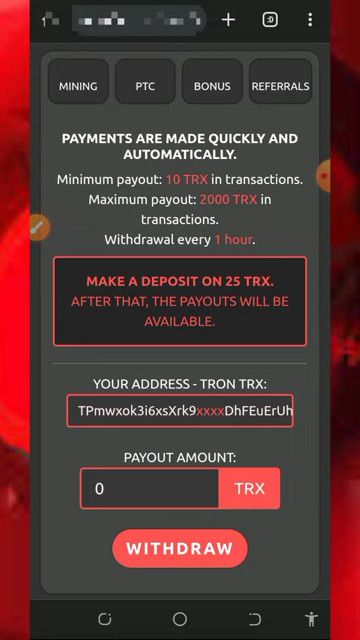 MINING PTC BONUS REFERRALS
PAYMENTS ARE MADE QUICKLY AND
AUTOMATICALLY.
Minimum payout: 10 TRX in transactions.
Maximum payout: 2000 TRX in
transactions.
Withdrawal every 1 hour.
MAKE A DEPOSIT ON 25 TRX.
AFTER THAT, THE PAYOUTS WILL BE
AVAILABLE.
YOUR ADDRESS - TRON TRX:
TPmwxok3i6xsXrk9xxxxDhFEuErUh
PAYOUT AMOUNT:
0 TRX
WITHDRAW